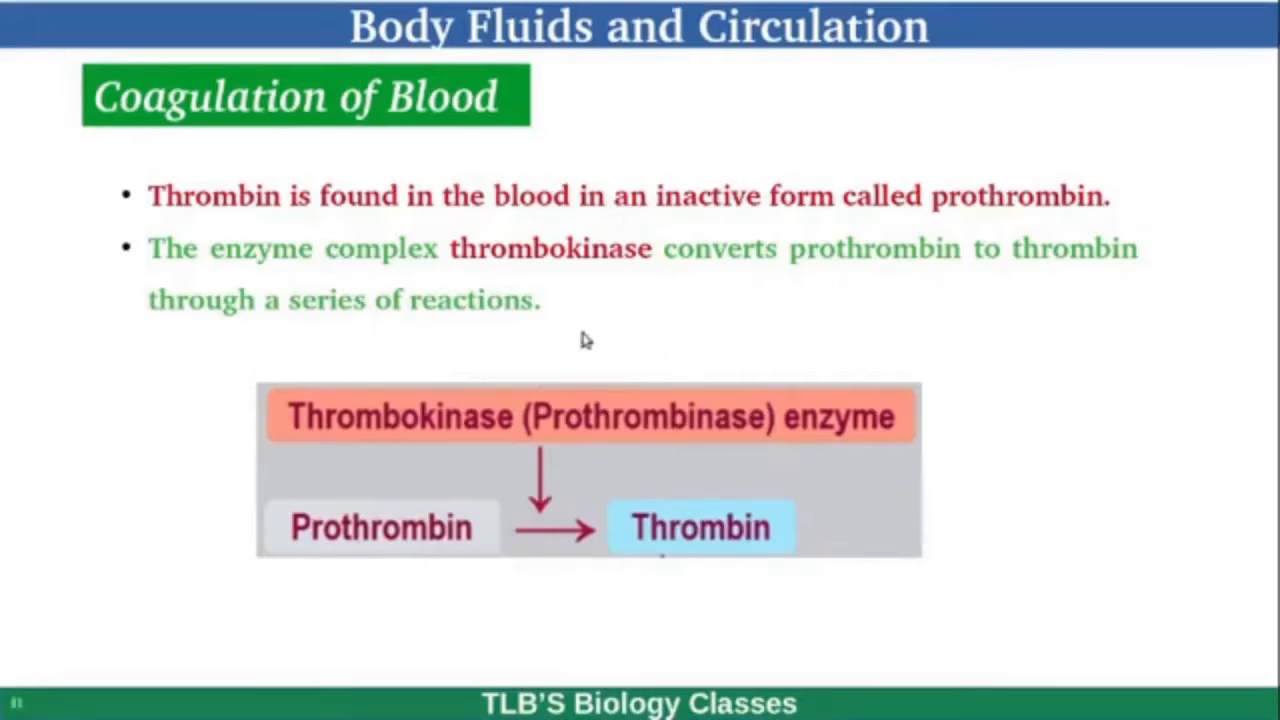 Body Fluids and Circulation
Coagulation of Blood
• Thrombin is found in the blood in an inactive form called prothrombin.
• The enzyme complex thrombokinase converts prothrombin to thrombin
through a series of reactions.
Thrombokinase (Prothrombinase) enzyme
Prothrombin → Thrombin
TLB'S Biology Classes